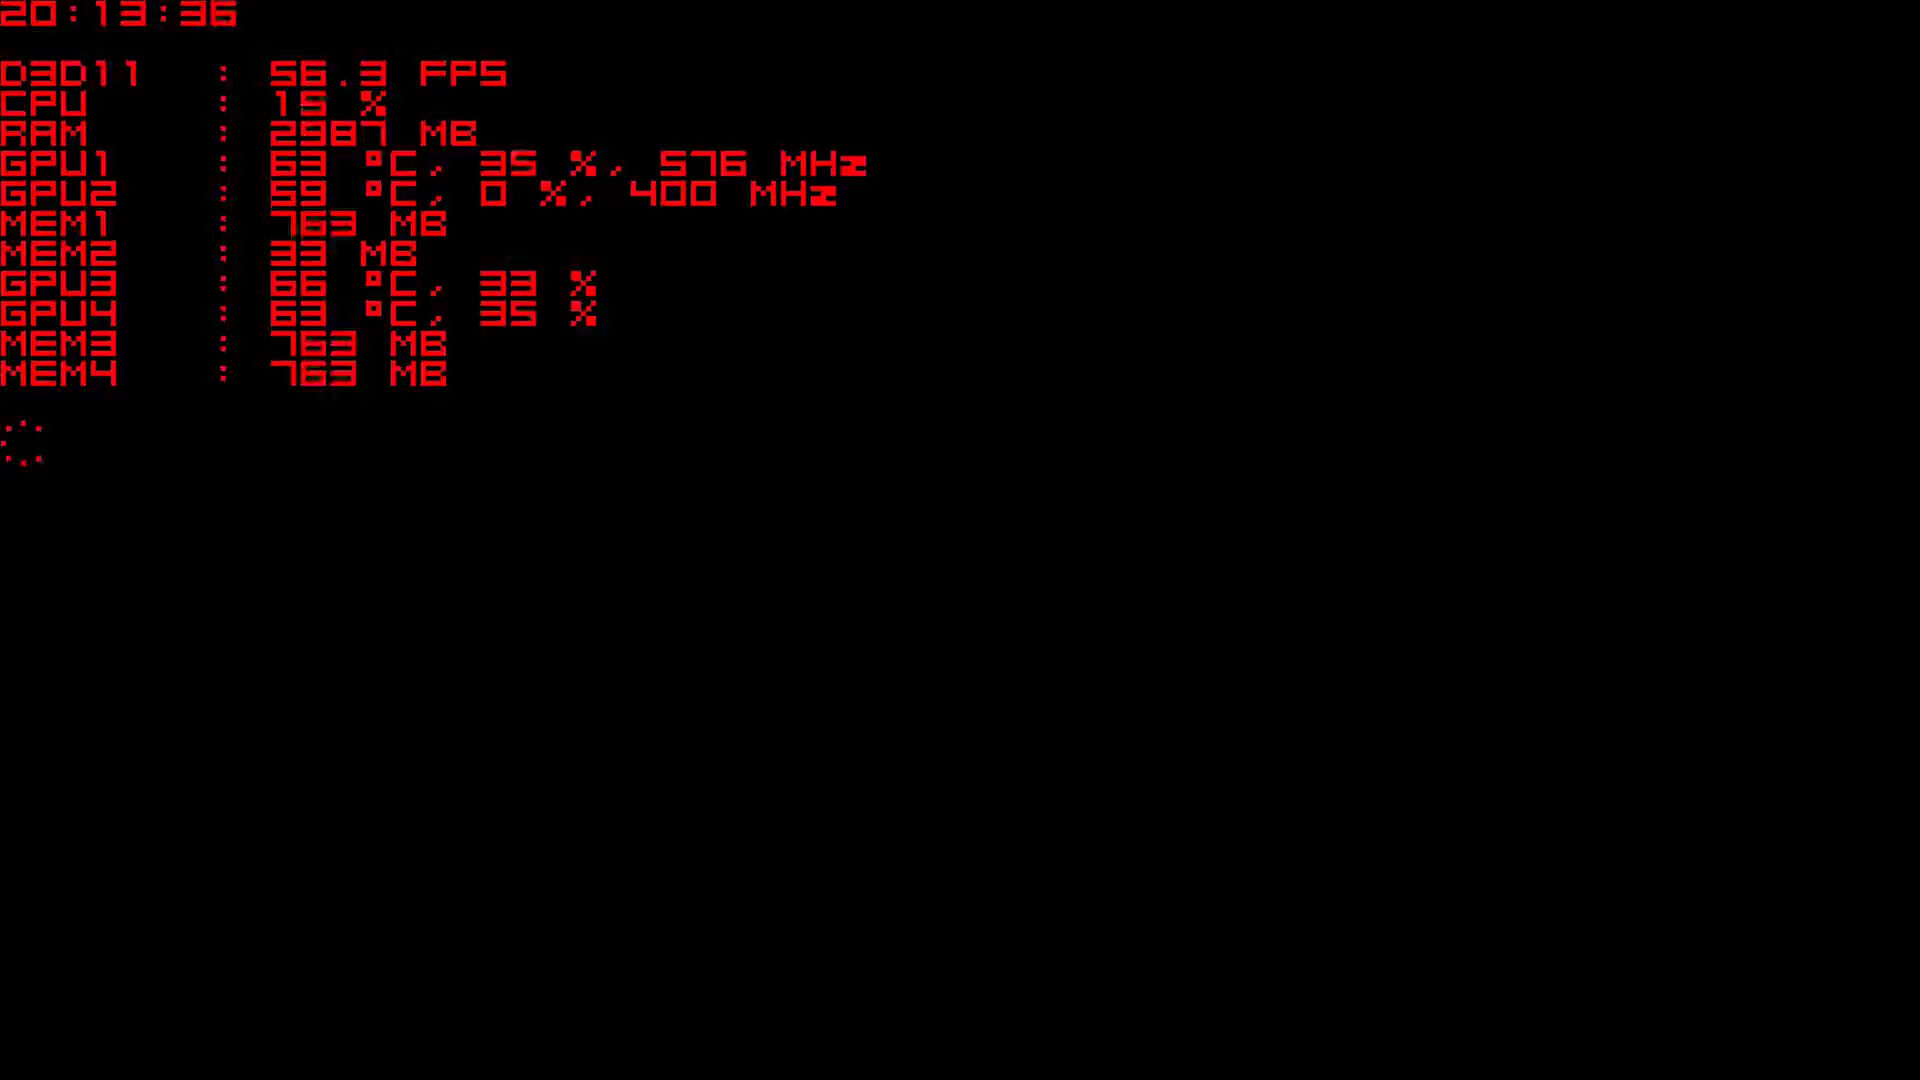 20:13:36
D3D11 : 56.3 FPS
CPU : 15 %
RAM : 2987 MB
GPU1 : 63 °C, 35 %, 576 MHz
GPU2 : 59 °C, 0 %, 400 MHz
MEM1 : 763 MB
MEM2 : 33 MB
GPU3 : 66 °C, 33 %
GPU4 : 63 °C, 35 %
MEM3 : 763 MB
MEM4 : 763 MB